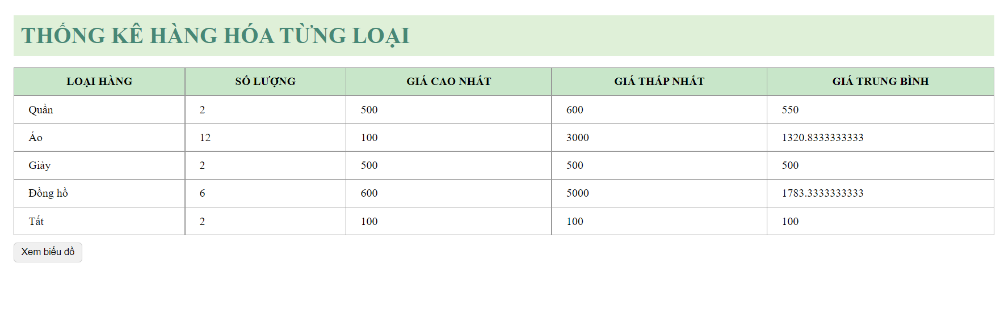 THỐNG KÊ HÀNG HÓA TỪNG LOẠI
LOẠI HÀNG SỐ LƯỢNG GIÁ CAO NHẤT GIÁ THẤP NHẤT GIÁ TRUNG BÌNH
Quần 2 500 600 550
Áo 12 100 3000 1320.8333333333
Giày 2 500 500 500
Đồng hồ 6 600 5000 1783.3333333333
Tất 2 100 100 100
Xem biểu đồ